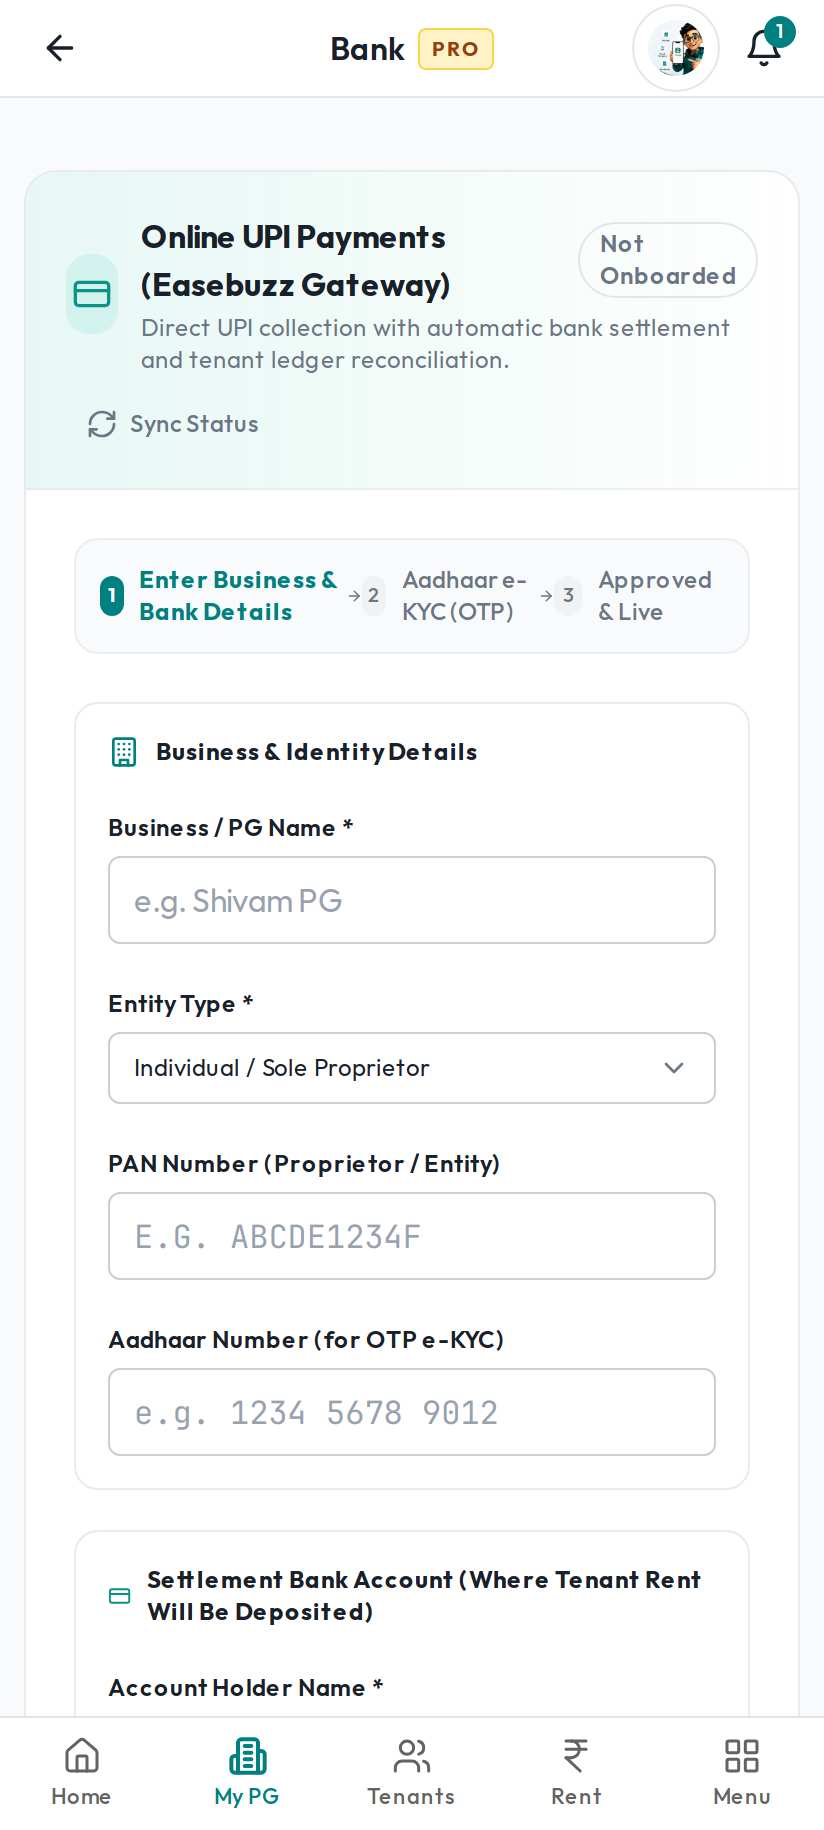 Bank PRO
1
Online UPI Payments
(Easebuzz Gateway)
Not
Onboarded
Direct UPI collection with automatic bank settlement
and tenant ledger reconciliation.
Sync Status
1 Enter Business &
Bank Details
→ 2 Aadhaar e-
KYC (OTP)
→ 3 Approved
& Live
Business & Identity Details
Business / PG Name *
e.g. Shivam PG
Entity Type *
Individual / Sole Proprietor
PAN Number (Proprietor / Entity)
E.G. ABCDE1234F
Aadhaar Number (for OTP e-KYC)
e.g. 1234 5678 9012
Settlement Bank Account (Where Tenant Rent
Will Be Deposited)
Account Holder Name *
Home My PG Tenants Rent Menu